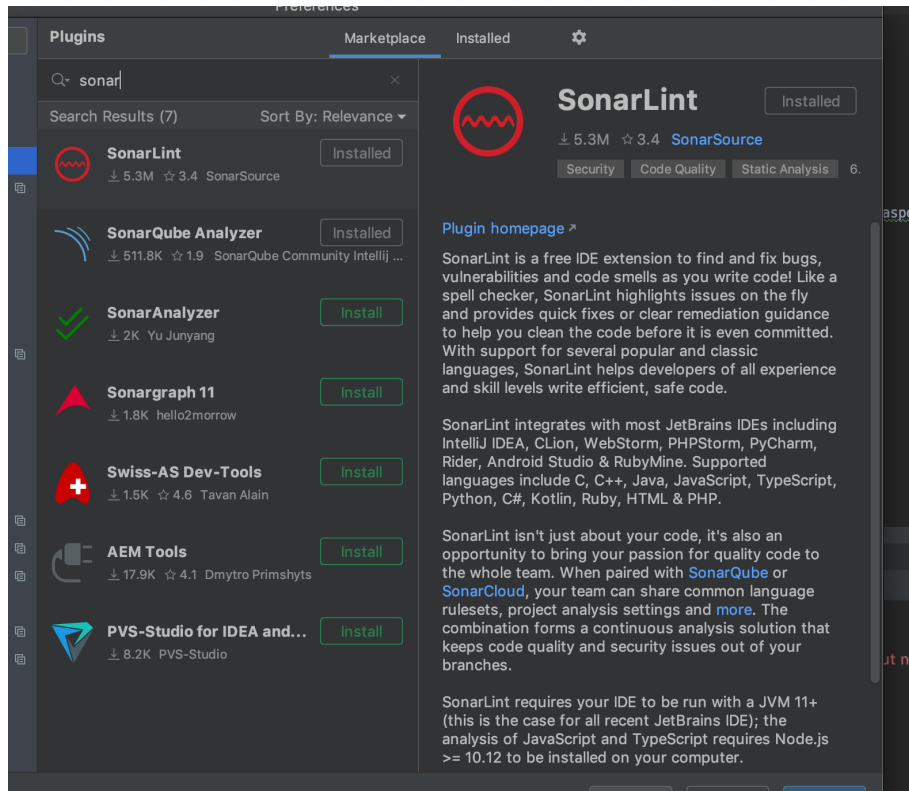 Preferences
Plugins
Marketplace
Installed
sonar
Search Results (7)
Sort By: Relevance
SonarLint
Installed
5.3M 3.4 SonarSource
SonarQube Analyzer
Installed
511.8K 1.9 SonarQube Community Intellij ...
SonarAnalyzer
Install
2K Yu Junyang
Sonargraph 11
Install
1.8K hello2morrow
Swiss-AS Dev-Tools
Install
1.5K 4.6 Tavan Alain
AEM Tools
Install
17.9K 4.1 Dmytro Primshyts
PVS-Studio for IDEA and...
Install
8.2K PVS-Studio
SonarLint
Installed
5.3M 3.4 SonarSource
Security Code Quality Static Analysis 6.
Plugin homepage
SonarLint is a free IDE extension to find and fix bugs,
vulnerabilities and code smells as you write code! Like a
spell checker, SonarLint highlights issues on the fly
and provides quick fixes or clear remediation guidance
to help you clean the code before it is even committed.
With support for several popular and classic
languages, SonarLint helps developers of all experience
and skill levels write efficient, safe code.
SonarLint integrates with most JetBrains IDEs including
IntelliJ IDEA, CLion, WebStorm, PHPStorm, PyCharm,
Rider, Android Studio & RubyMine. Supported
languages include C, C++, Java, JavaScript, TypeScript,
Python, C#, Kotlin, Ruby, HTML & PHP.
SonarLint isn't just about your code, it's also an
opportunity to bring your passion for quality code to
the whole team. When paired with SonarQube or
SonarCloud, your team can share common language
rulesets, project analysis settings and more. The
combination forms a continuous analysis solution that
keeps code quality and security issues out of your
branches.
SonarLint requires your IDE to be run with a JVM 11+
(this is the case for all recent JetBrains IDE); the
analysis of JavaScript and TypeScript requires Node.js
>= 10.12 to be installed on your computer.